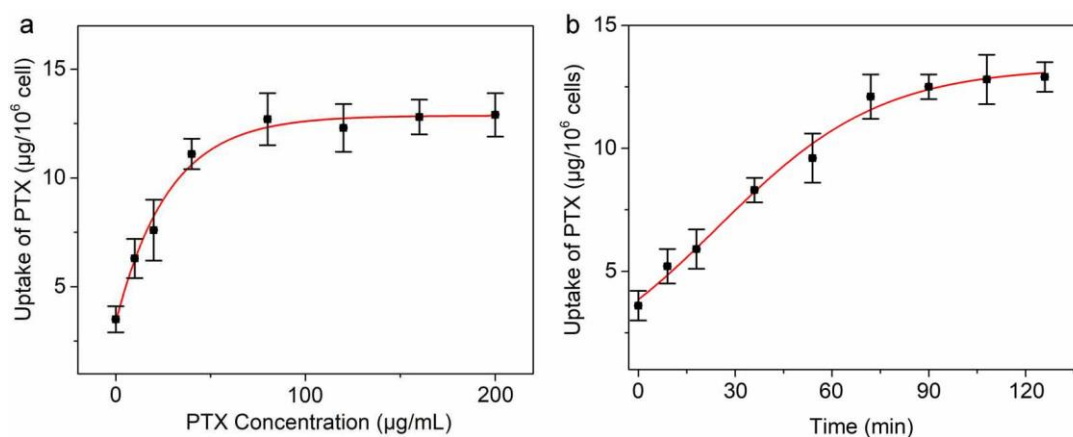 a
Uptake of PTX (µg/10⁶ cell)
15
10
5
0
100
200
PTX Concentration (µg/mL)
b
Uptake of PTX (µg/10⁶ cells)
15
10
5
0
30
60
90
120
Time (min)